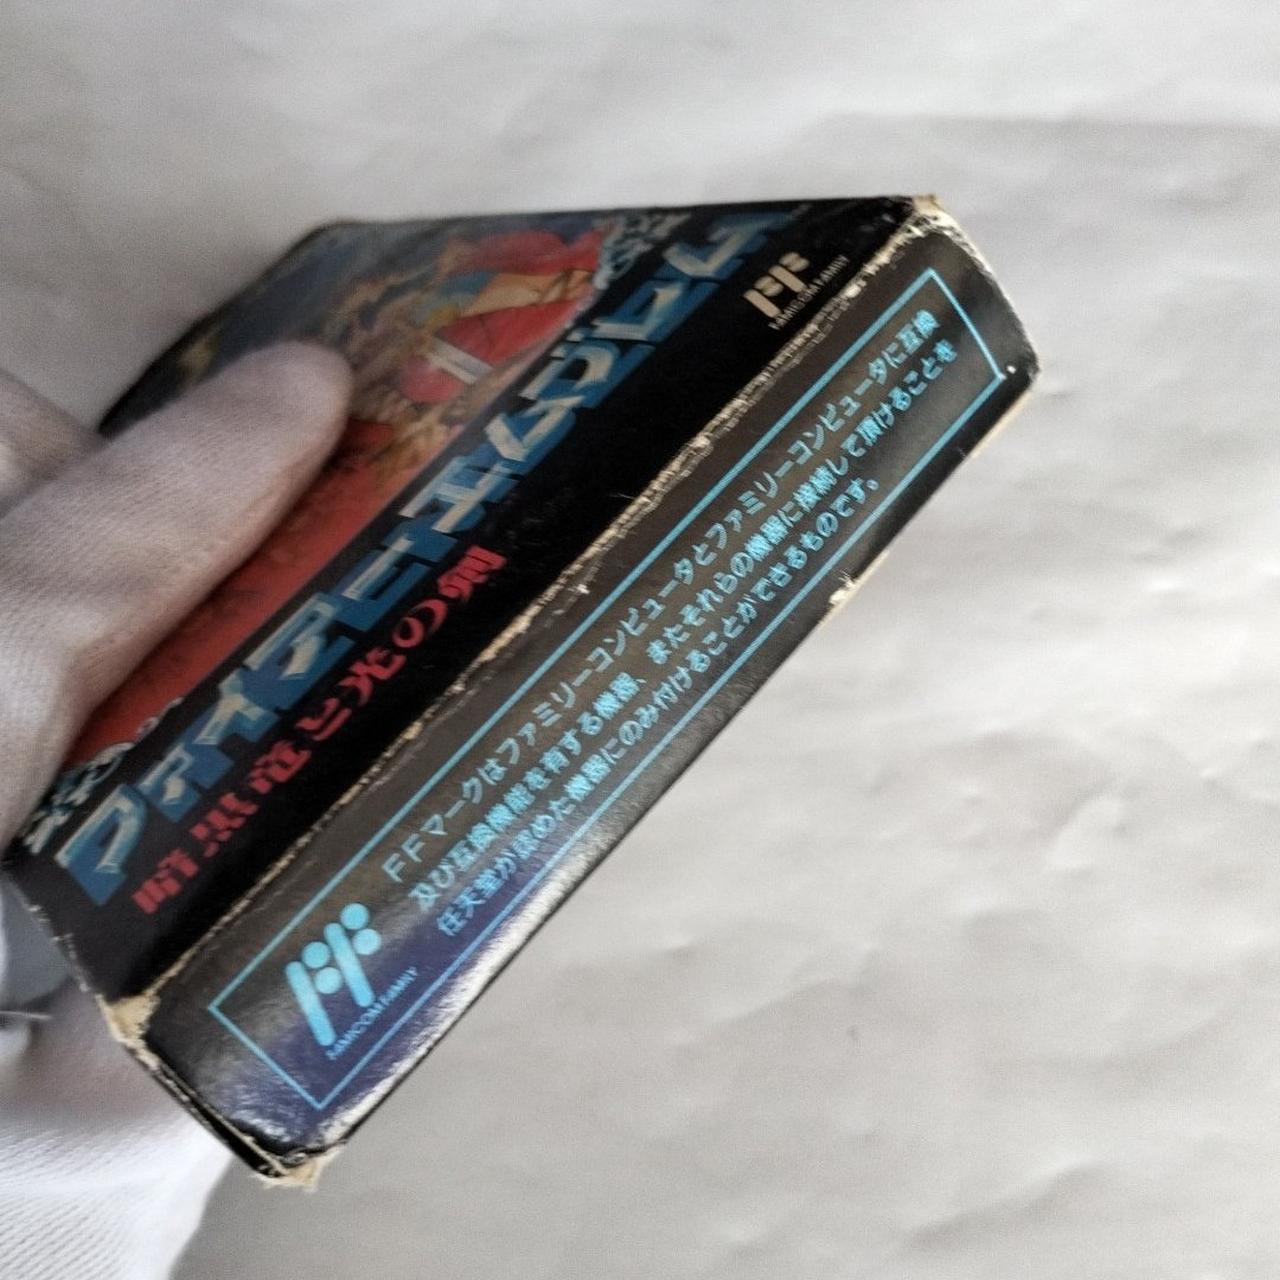 ファイアーエムブレム
暗黒竜と光の剣
FAMICOM FAMILY
FFマークはファミリーコンピュータとファミリーコンピュータに互換
及び互換機能を有する機器、またそれらの機器に接続して頂けることを
任天堂が認めた機器にのみ付けることができるものです。
FAMICOM FAMILY